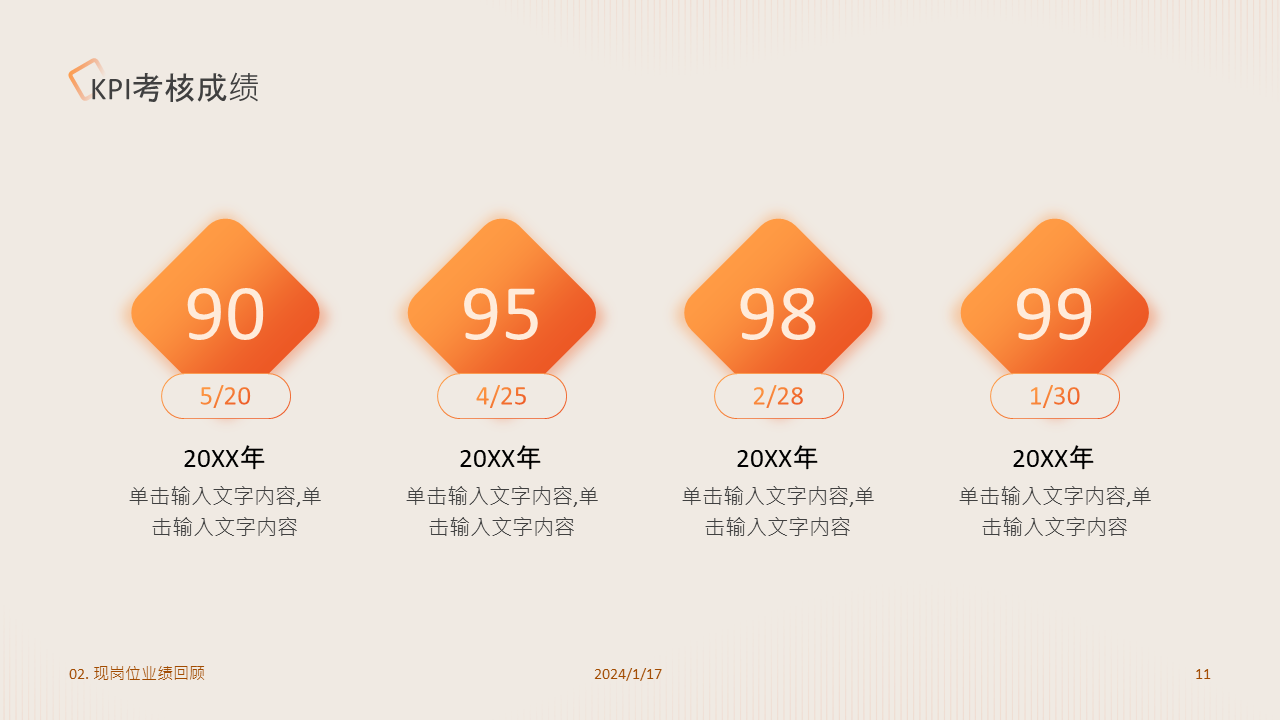 KPI考核成绩
90
5/20
20XX年
单击输入文字内容,单
击输入文字内容
95
4/25
20XX年
单击输入文字内容,单
击输入文字内容
98
2/28
20XX年
单击输入文字内容,单
击输入文字内容
99
1/30
20XX年
单击输入文字内容,单
击输入文字内容
02. 现岗位业绩回顾
2024/1/17
11